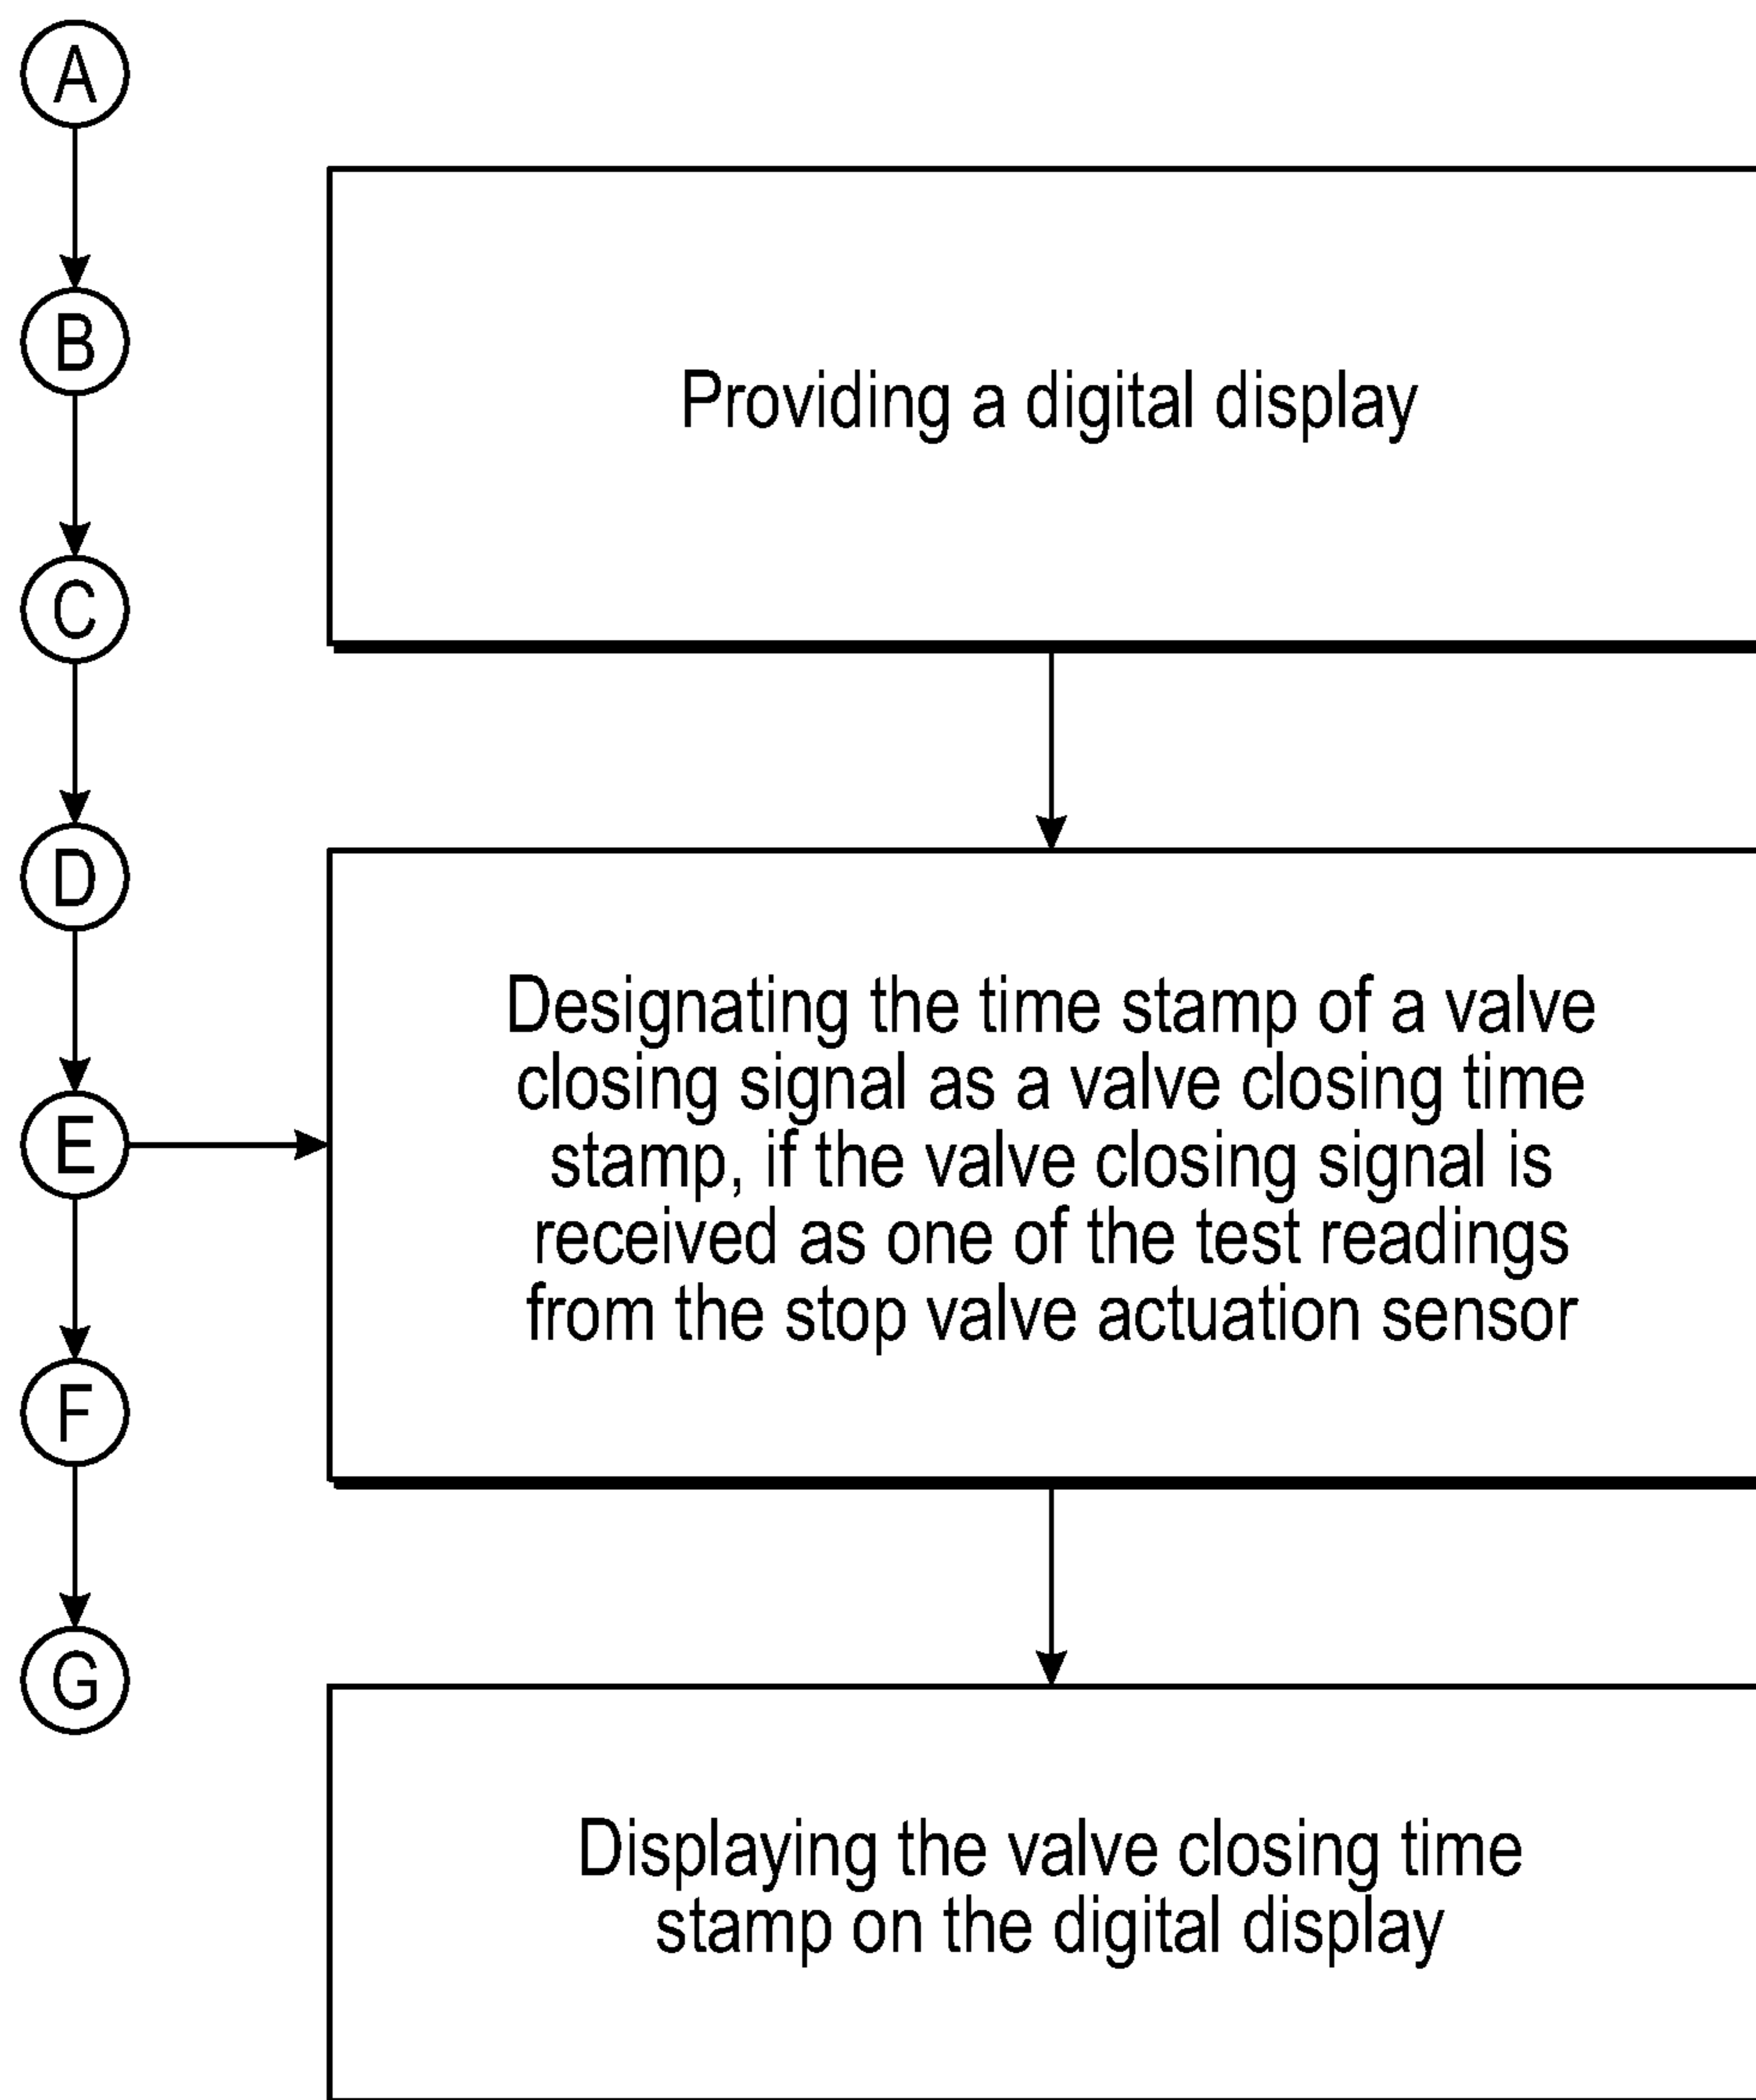 A
B
C
D
E
F
G
Providing a digital display
Designating the time stamp of a valve
closing signal as a valve closing time
stamp, if the valve closing signal is
received as one of the test readings
from the stop valve actuation sensor
Displaying the valve closing time
stamp on the digital display